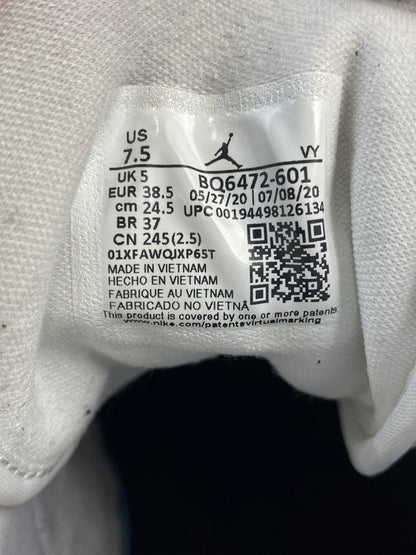 US
7.5 VY
UK 5 BQ6472-601
EUR 38.5 05/27/20 07/08/20
cm 24.5 UPC 00194498126134
BR 37
CN 245(2.5)
01XFAWQJXP65T
MADE IN VIETNAM
HECHO EN VIETNAM
FABRIQUE AU VIETNAM
FABRICADO NO VIETNÃ
This product is covered by one or more patents
www.nike.com/patentsvirtualmarking